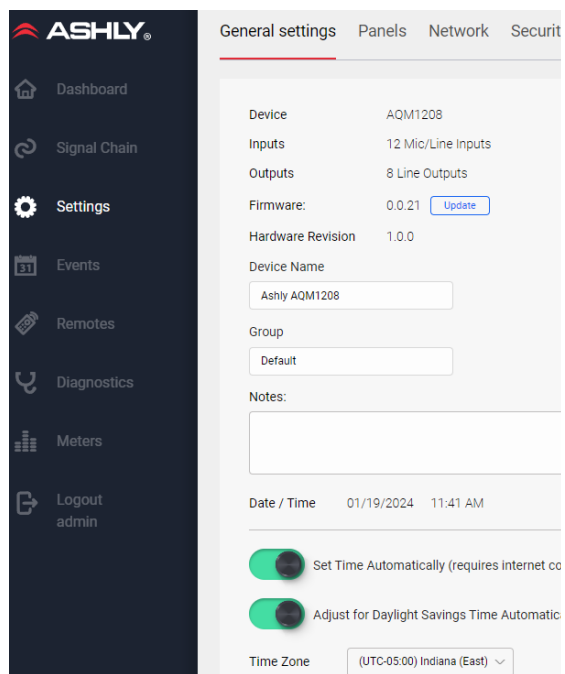 ASHLY®
General settings Panels Network Securit
Dashboard
Signal Chain
Settings
31 Events
Remotes
Diagnostics
Meters
Logout
admin
Device AQM1208
Inputs 12 Mic/Line Inputs
Outputs 8 Line Outputs
Firmware: 0.0.21 Update
Hardware Revision 1.0.0
Device Name
Ashly AQM1208
Group
Default
Notes:
Date / Time 01/19/2024 11:41 AM
Set Time Automatically (requires internet co
Adjust for Daylight Savings Time Automatica
Time Zone (UTC-05:00) Indiana (East)